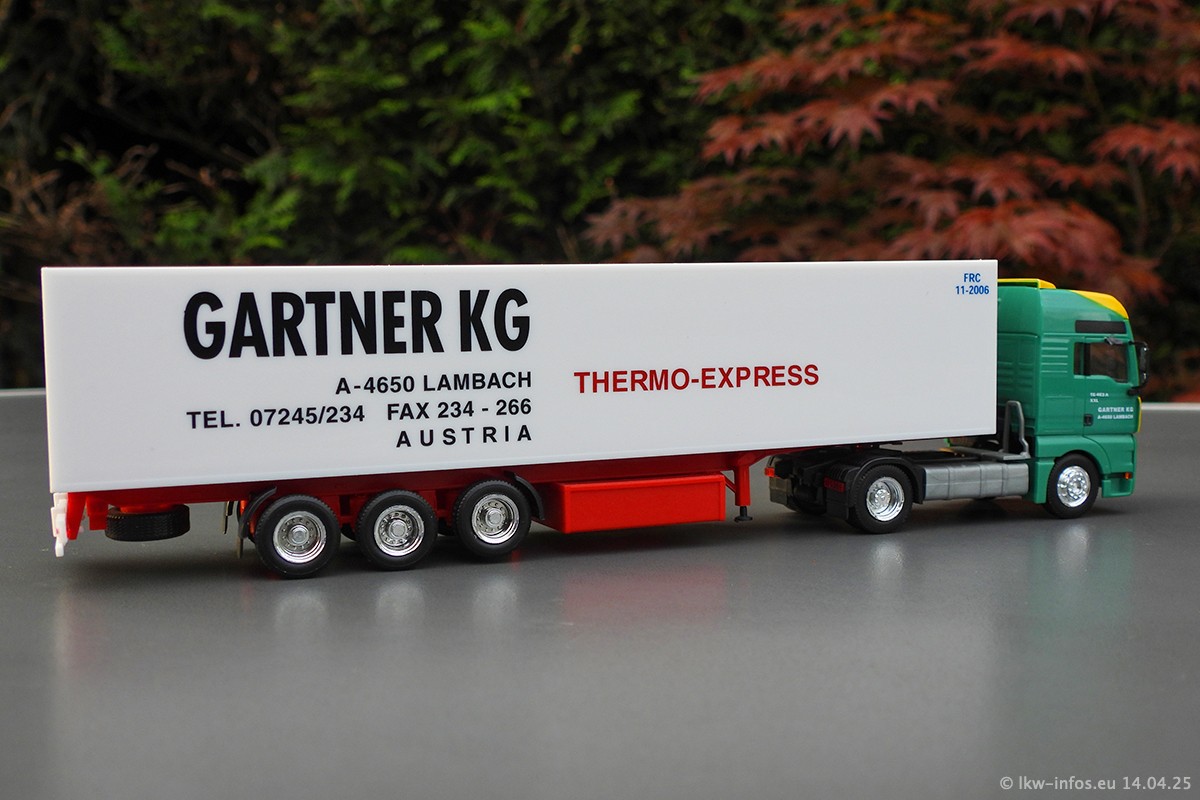 GARTNER KG
A-4650 LAMBACH
TEL. 07245/234 FAX 234 - 266
AUSTRIA
THERMO-EXPRESS
FRC
11-2006
GARTNER KG
A-4650 LAMBACH
© lkw-infos.eu 14.04.25